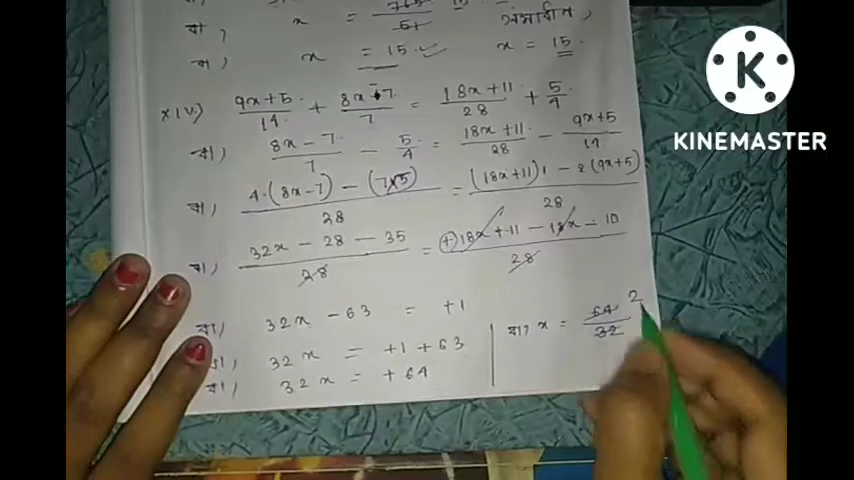 বা, x = 765/51 15
বা, x = 15 x = 15
xiv.) 9x+5/14 + 8x-7/7 = 18x+11/28 + 5/4
বা, 8x-7/7 - 5/4 = 18x+11/28 - 9x+5/14
বা, 4.(8x-7) - (7x5)/28 = (18x+11)1 - 2(9x+5)/28
বা, 32x - 28 - 35/28 = +18x+11 - 18x - 10/28
বা, 32x - 63 = +1
বা, 32x = +1 + 63
বা, 32x = +64
বা, x = 64/32 2
KINEMASTER